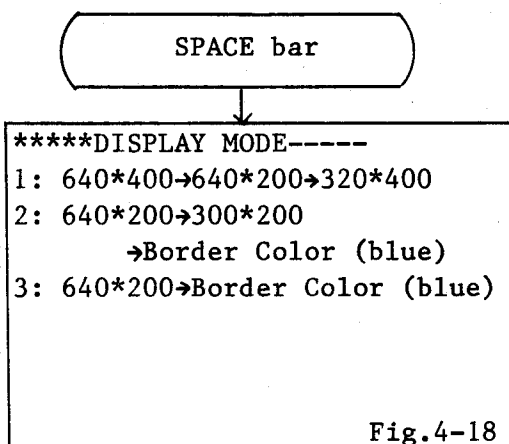 SPACE bar
*****DISPLAY MODE-----
1: 640*400→640*200→320*400
2: 640*200→300*200
→Border Color (blue)
3: 640*200→Border Color (blue)
Fig.4-18